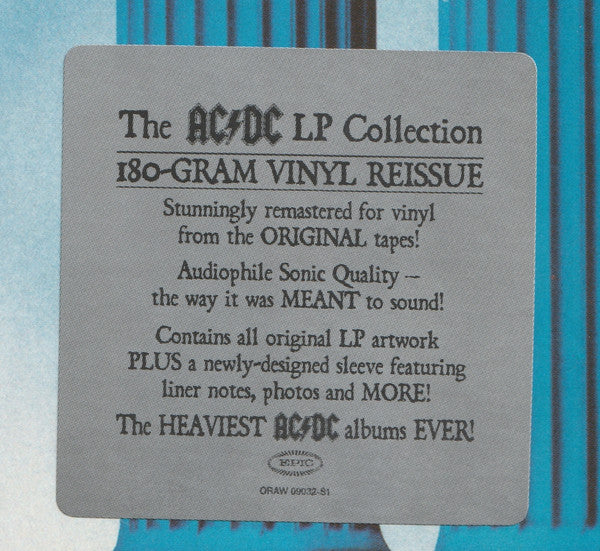 The AC⚡DC LP Collection
180-GRAM VINYL REISSUE
Stunningly remastered for vinyl
from the ORIGINAL tapes!
Audiophile Sonic Quality –
the way it was MEANT to sound!
Contains all original LP artwork
PLUS a newly-designed sleeve featuring
liner notes, photos and MORE!
The HEAVIEST AC⚡DC albums EVER!
EPIC
ORAW 09032-S1